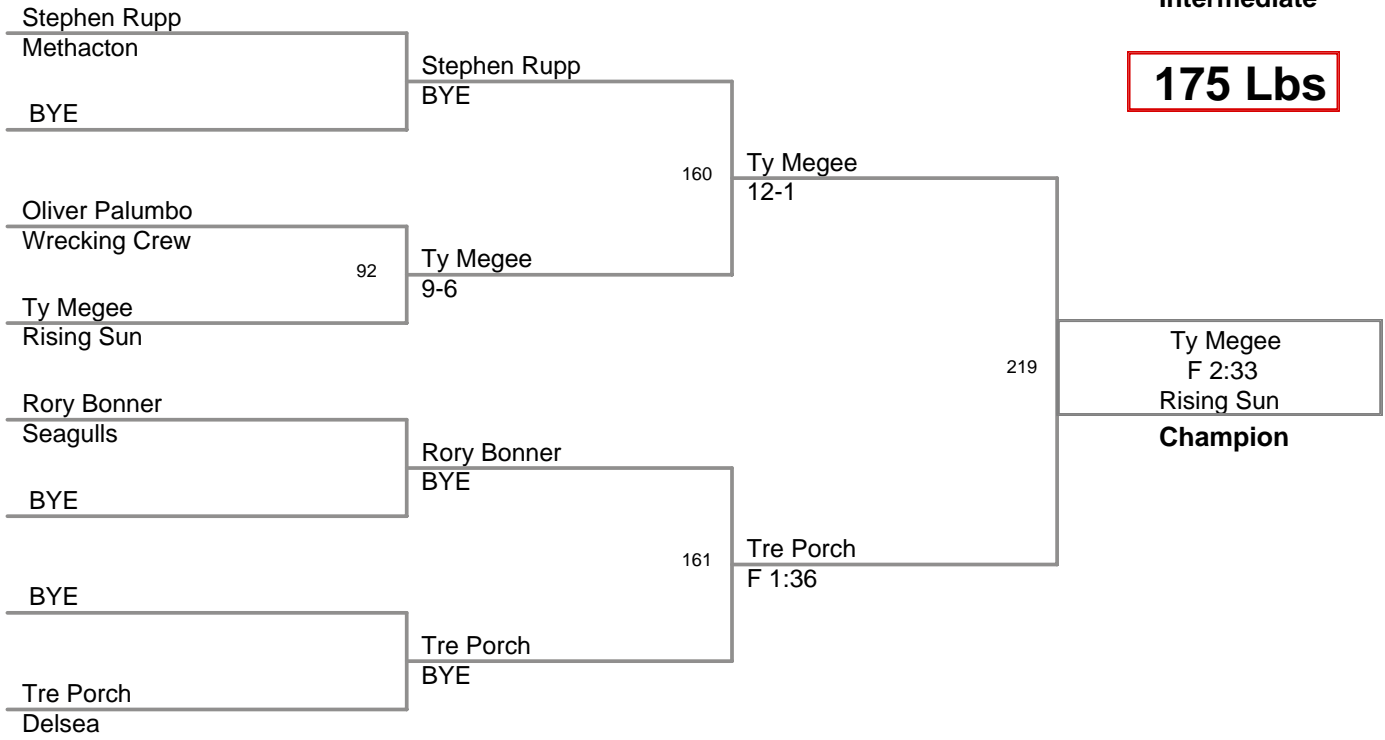 Intermediate
175 Lbs
Stephen Rupp
Methacton
BYE
Oliver Palumbo
Wrecking Crew
92
Ty Megee
Rising Sun
Rory Bonner
Seagulls
BYE
BYE
Tre Porch
Delsea
Stephen Rupp
BYE
160
Ty Megee
9-6
Rory Bonner
BYE
161
Tre Porch
BYE
Ty Megee
12-1
219
Tre Porch
F 1:36
Ty Megee
F 2:33
Rising Sun
Champion